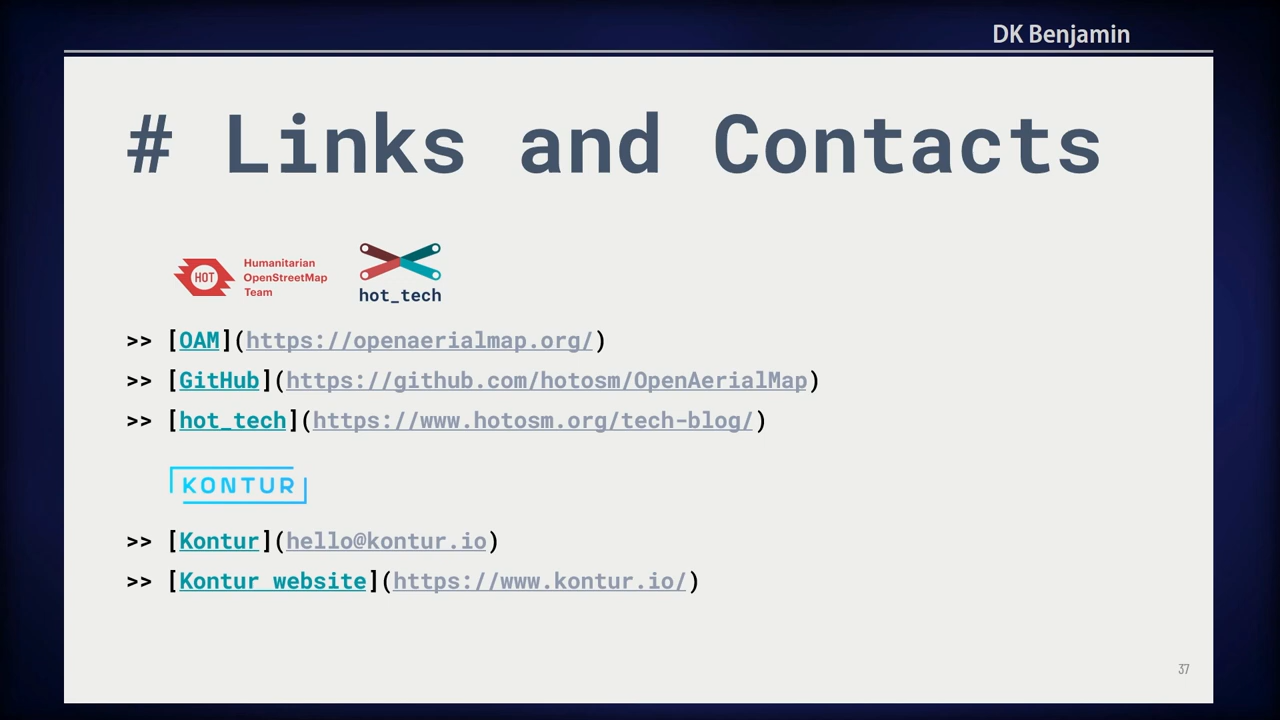 DK Benjamin
# Links and Contacts
HOT
Humanitarian
OpenStreetMap
Team
hot_tech
>> [OAM](https://openaerialmap.org/)
>> [GitHub](https://github.com/hotosm/OpenAerialMap)
>> [hot_tech](https://www.hotosm.org/tech-blog/)
KONTUR
>> [Kontur](hello@kontur.io)
>> [Kontur website](https://www.kontur.io/)
37